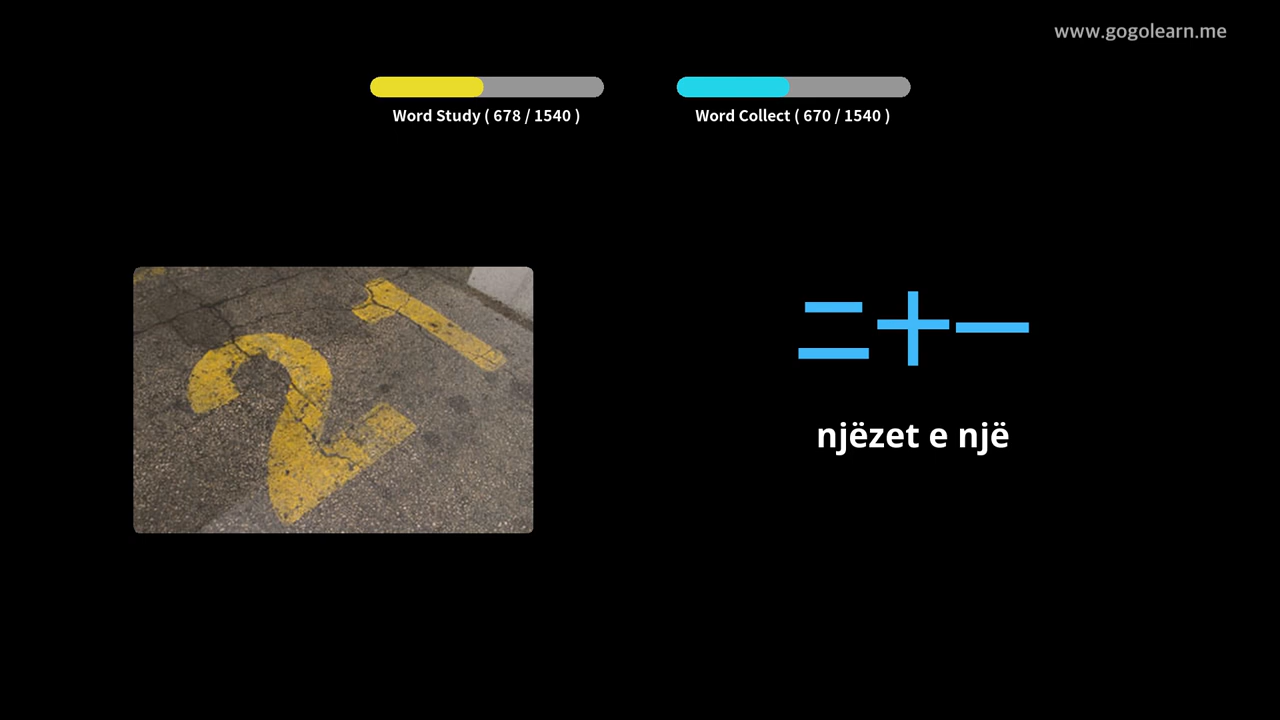 www.gogolearn.me
Word Study ( 678 / 1540 )
Word Collect ( 670 / 1540 )
21
二十一
njëzet e një